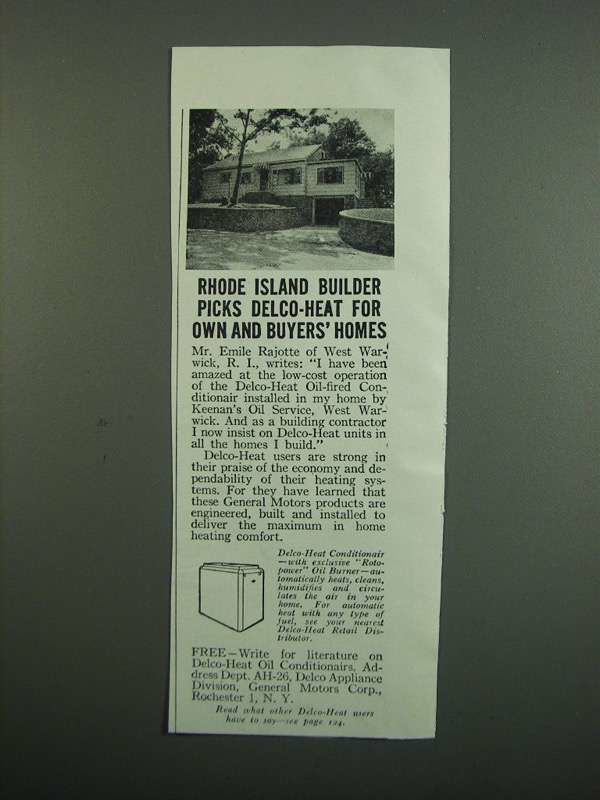 RHODE ISLAND BUILDER
PICKS DELCO-HEAT FOR
OWN AND BUYERS' HOMES
Mr. Emile Rajotte of West War-
wick, R. I., writes: "I have been
amazed at the low-cost operation
of the Delco-Heat Oil-fired Con-
ditionair installed in my home by
Keenan's Oil Service, West War-
wick. And as a building contractor
I now insist on Delco-Heat units in
all the homes I build."
Delco-Heat users are strong in
their praise of the economy and de-
pendability of their heating sys-
tems. For they have learned that
these General Motors products are
engineered, built and installed to
deliver the maximum in home
heating comfort.
Delco-Heat Conditionair
—with exclusive "Roto-
power" Oil Burner—au-
tomatically heats, cleans,
humidifies and circu-
lates the air in your
home. For automatic
heat with any type of
fuel, see your nearest
Delco-Heat Retail Dis-
tributor.
FREE—Write for literature on
Delco-Heat Oil Conditionairs, Ad-
dress Dept. AH-26, Delco Appliance
Division, General Motors Corp.,
Rochester 1, N. Y.
Read what other Delco-Heat users
have to say—see page 124.